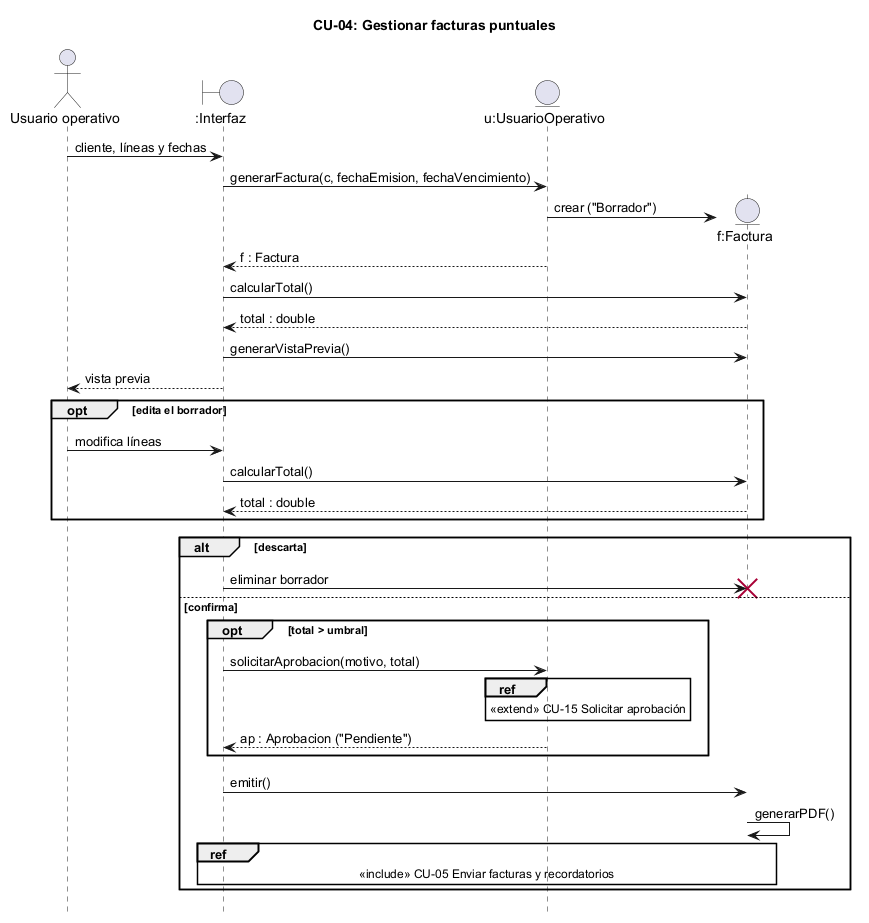 CU-04: Gestionar facturas puntuales
Usuario operativo
:Interfaz
u:UsuarioOperativo
cliente, líneas y fechas
generarFactura(c, fechaEmision, fechaVencimiento)
crear ("Borrador")
f:Factura
f : Factura
calcularTotal()
total : double
generarVistaPrevia()
vista previa
opt [edita el borrador]
modifica líneas
calcularTotal()
total : double
alt [descarta]
eliminar borrador
[confirma]
opt [total > umbral]
solicitarAprobacion(motivo, total)
ref
«extend» CU-15 Solicitar aprobación
ap : Aprobacion ("Pendiente")
emitir()
generarPDF()
ref
«include» CU-05 Enviar facturas y recordatorios